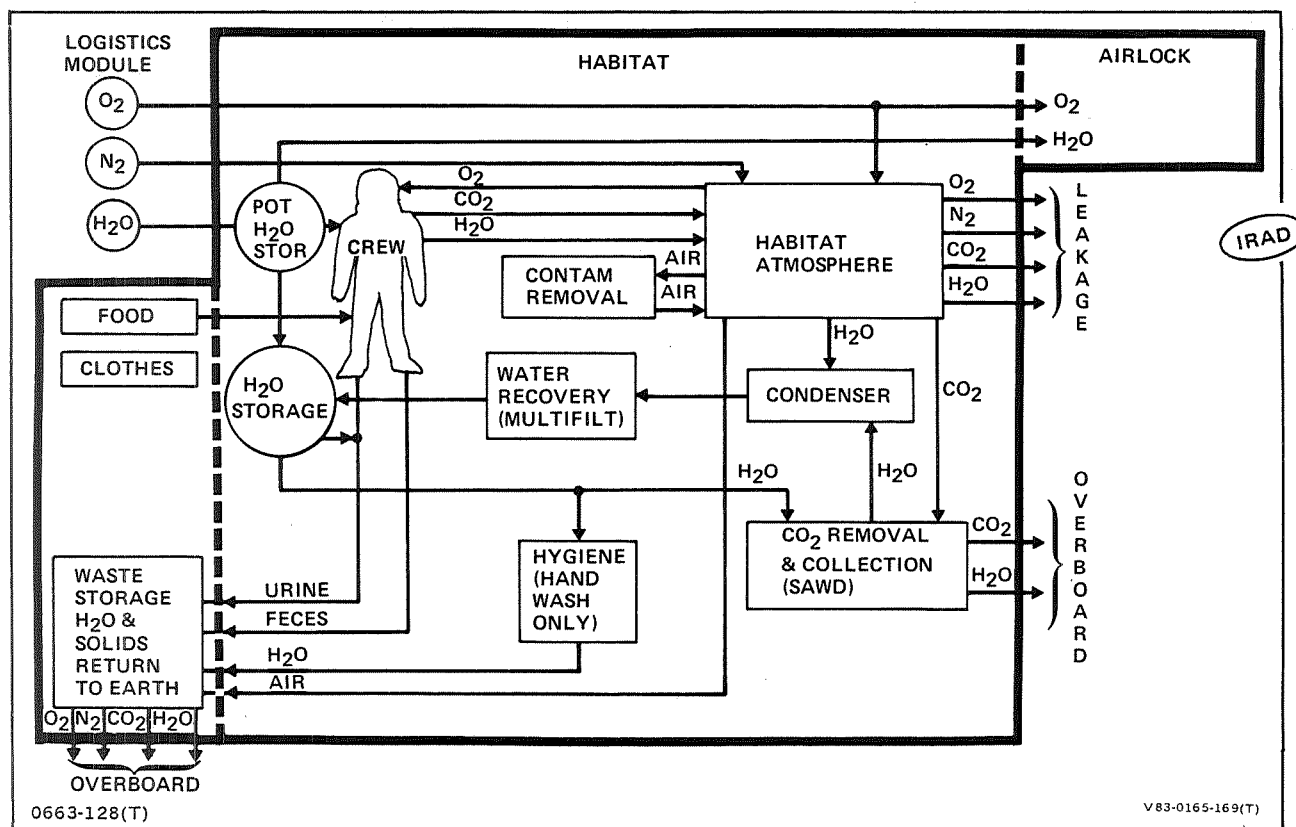 LOGISTICS
MODULE
HABITAT
AIRLOCK
O₂
O₂
H₂O
N₂
H₂O
POT
H₂O
STOR
CREW
O₂
CO₂
H₂O
HABITAT
ATMOSPHERE
O₂
N₂
CO₂
H₂O
LEAKAGE
IRAD
CONTAM
REMOVAL
AIR
AIR
FOOD
CLOTHES
H₂O
STORAGE
WATER
RECOVERY
(MULTIFILT)
H₂O
CONDENSER
CO₂
H₂O
H₂O
CO₂ REMOVAL
& COLLECTION
(SAWD)
CO₂
H₂O
OVERBOARD
HYGIENE
(HAND
WASH
ONLY)
WASTE
STORAGE
H₂O &
SOLIDS
RETURN
TO EARTH
URINE
FECES
H₂O
AIR
O₂ N₂ CO₂ H₂O
OVERBOARD
0663-128(T)
V83-0165-169(T)